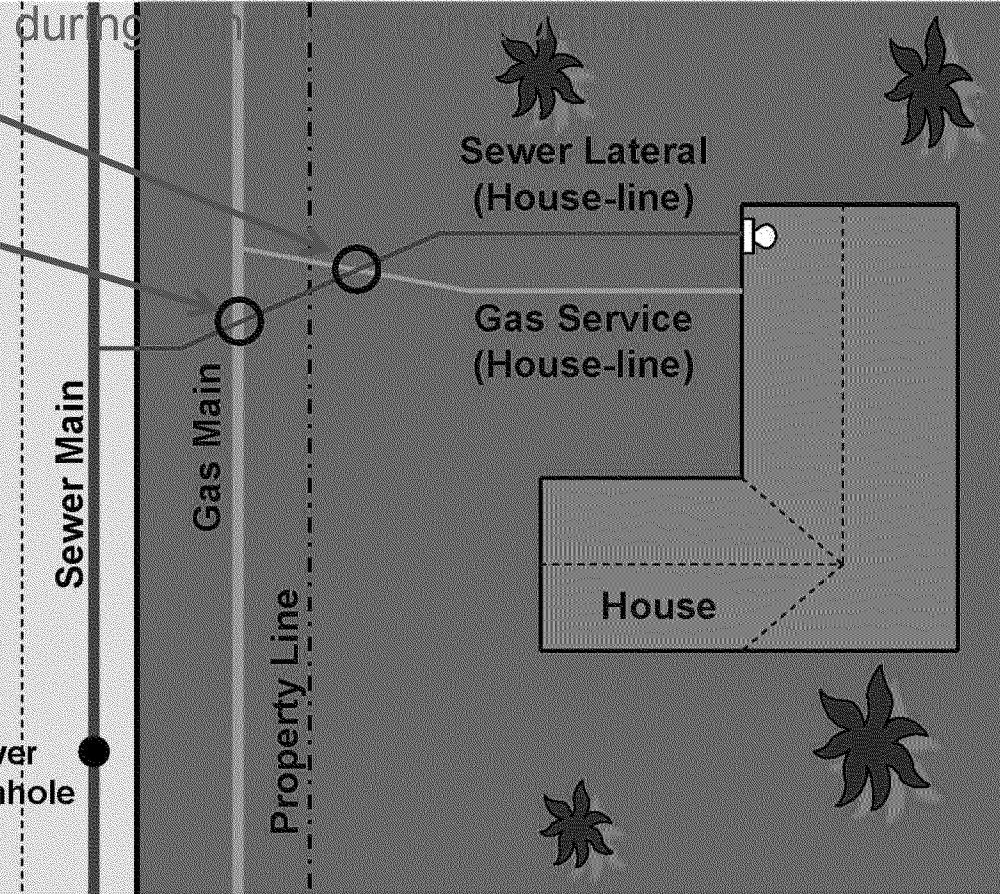 during
Sewer Lateral
(House-line)
Gas Service
(House-line)
Gas Main
Sewer Main
Property Line
House